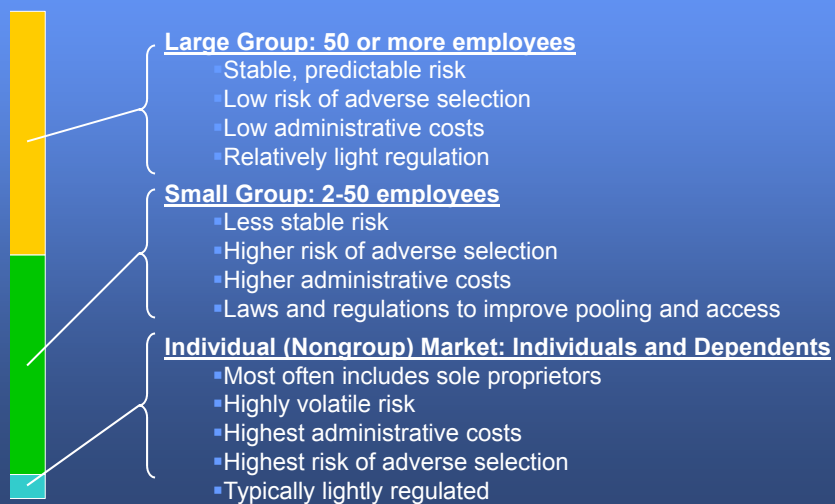 Large Group: 50 or more employees
▪Stable, predictable risk
▪Low risk of adverse selection
▪Low administrative costs
▪Relatively light regulation
Small Group: 2-50 employees
▪Less stable risk
▪Higher risk of adverse selection
▪Higher administrative costs
▪Laws and regulations to improve pooling and access
Individual (Nongroup) Market: Individuals and Dependents
▪Most often includes sole proprietors
▪Highly volatile risk
▪Highest administrative costs
▪Highest risk of adverse selection
▪Typically lightly regulated